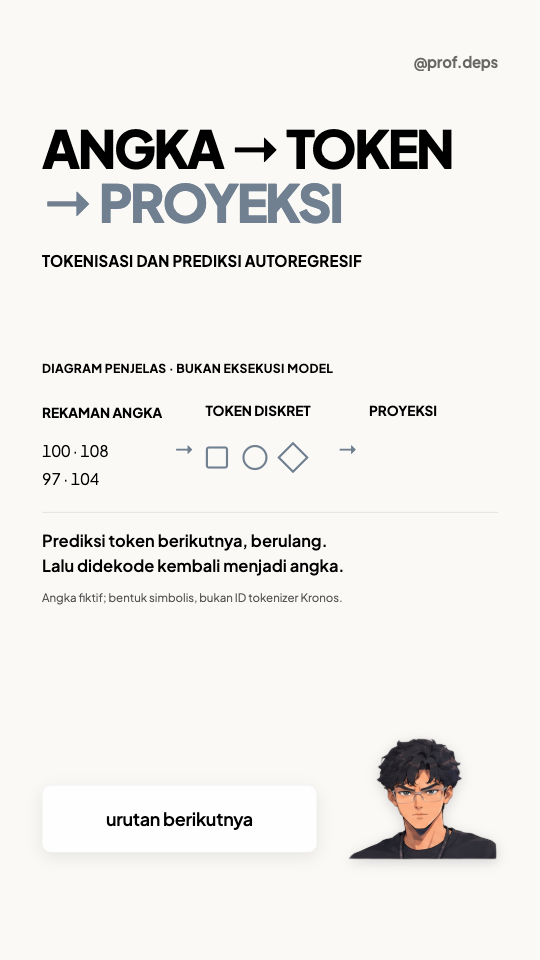 @prof.deps
ANGKA → TOKEN
→ PROYEKSI
TOKENISASI DAN PREDIKSI AUTOREGRESIF
DIAGRAM PENJELAS · BUKAN EKSEKUSI MODEL
REKAMAN ANGKA
100 · 108
97 · 104
→
TOKEN DISKRET
→
PROYEKSI
Prediksi token berikutnya, berulang.
Lalu didekode kembali menjadi angka.
Angka fiktif; bentuk simbolis, bukan ID tokenizer Kronos.
urutan berikutnya